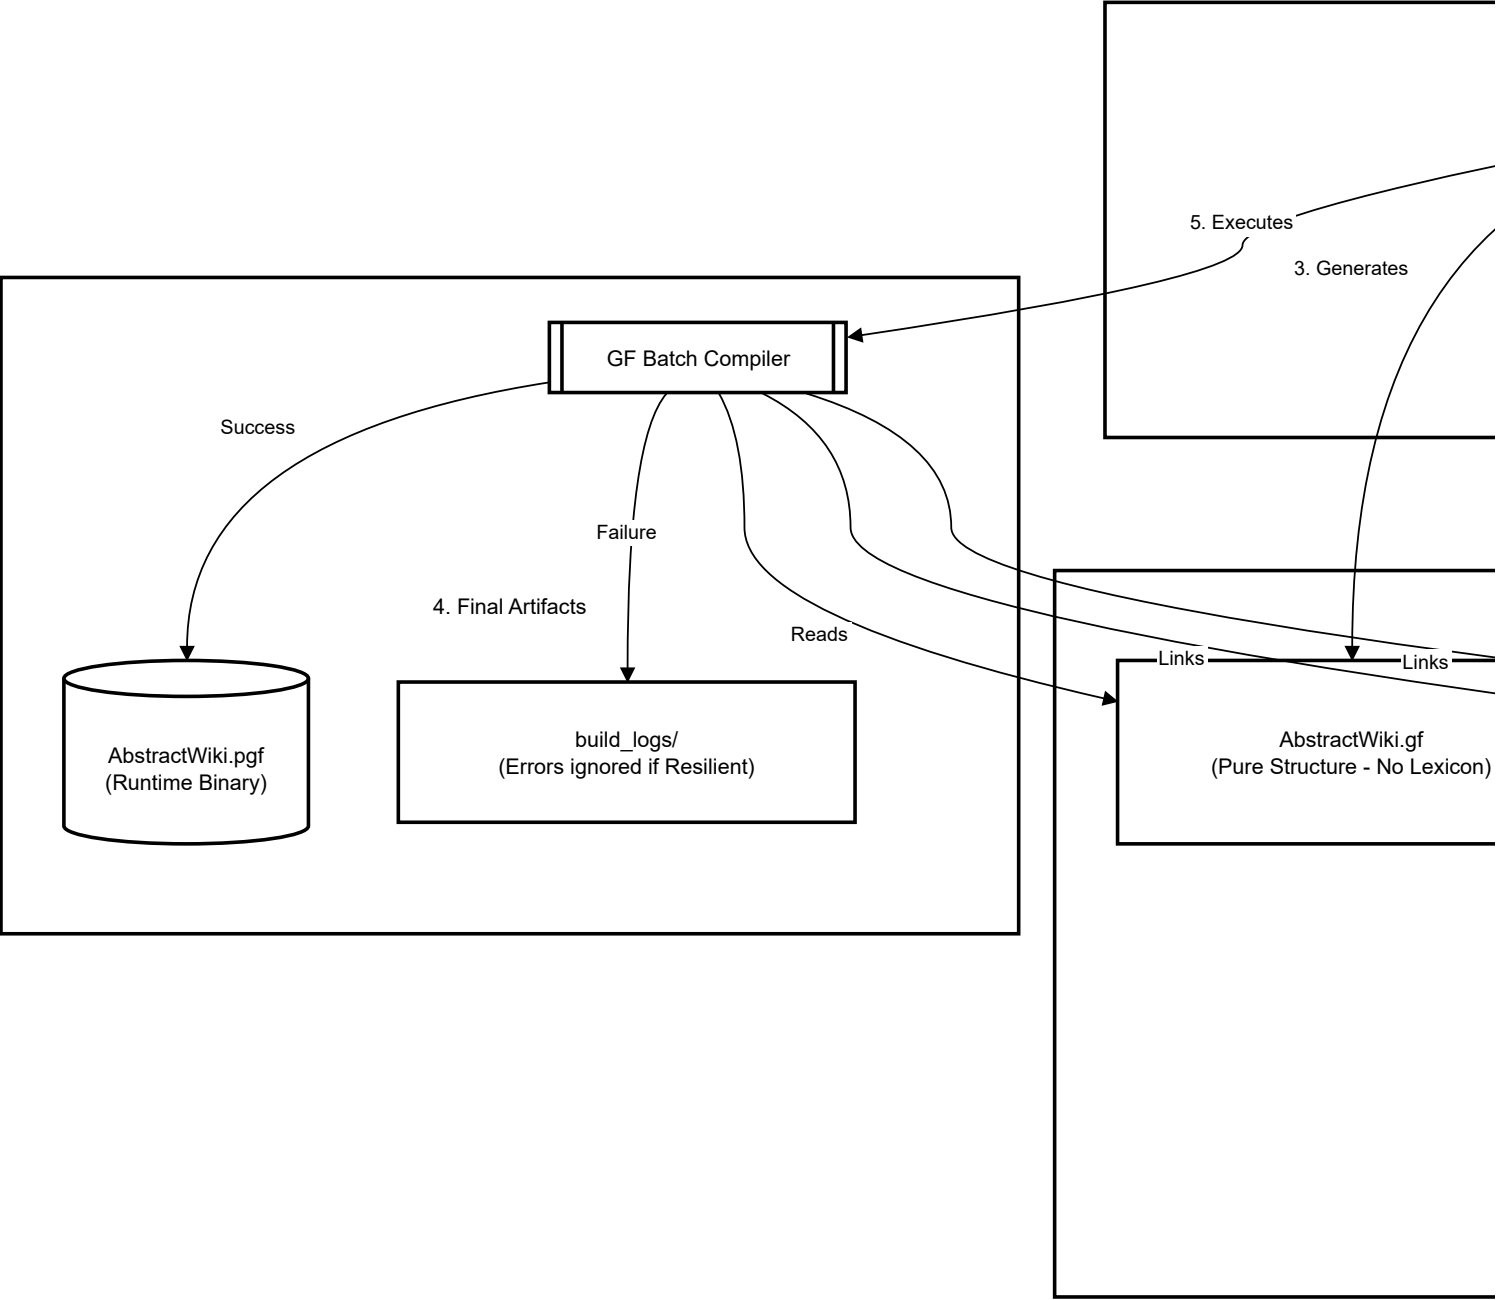 5. Executes
3. Generates
GF Batch Compiler
Success
Failure
4. Final Artifacts
Reads
Links
Links
AbstractWiki.pgf
(Runtime Binary)
build_logs/
(Errors ignored if Resilient)
AbstractWiki.gf
(Pure Structure - No Lexicon)